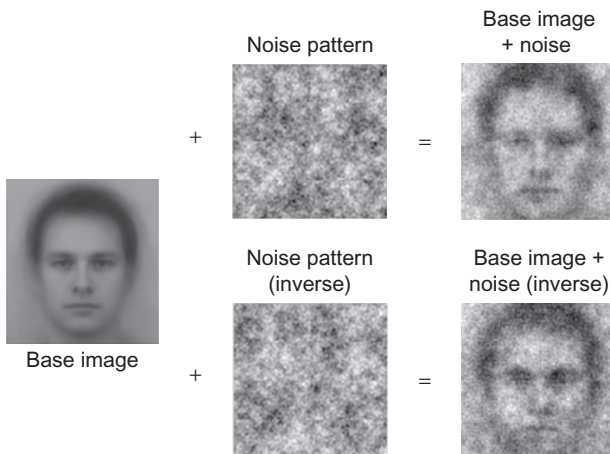 Noise pattern
Base image
+ noise
+
=
Base image
Noise pattern
(inverse)
Base image +
noise (inverse)
+
=